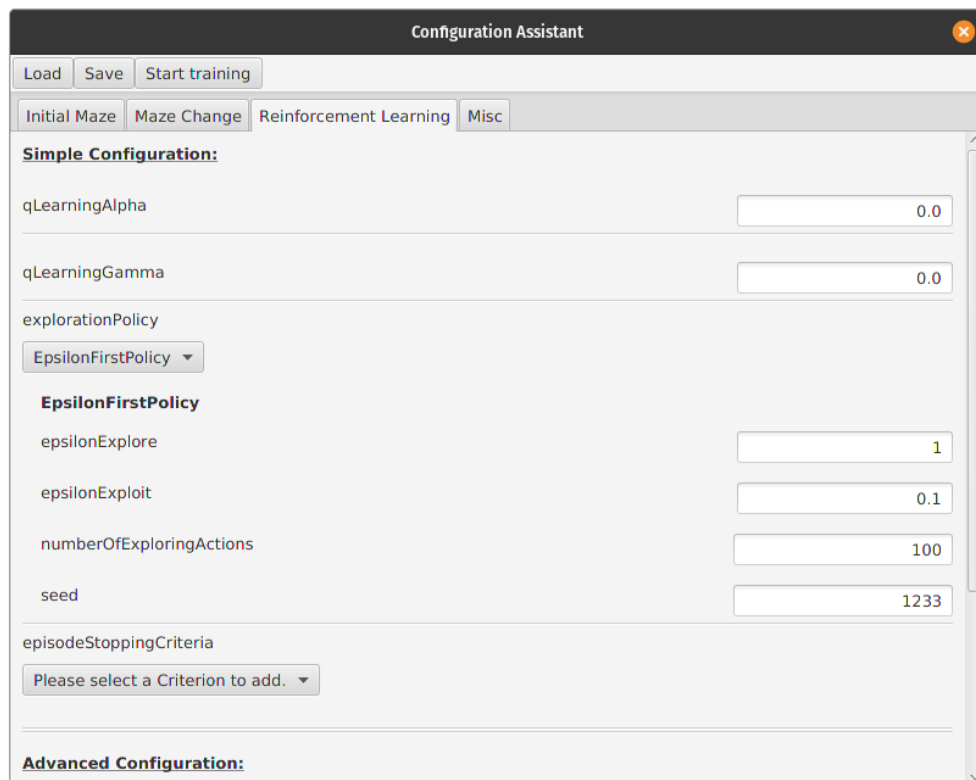 Configuration Assistant
Load Save Start training
Initial Maze Maze Change Reinforcement Learning Misc
Simple Configuration:
qLearningAlpha 0.0
qLearningGamma 0.0
explorationPolicy
EpsilonFirstPolicy
EpsilonFirstPolicy
epsilonExplore 1
epsilonExploit 0.1
numberOfExploringActions 100
seed 1233
episodeStoppingCriteria
Please select a Criterion to add.
Advanced Configuration: